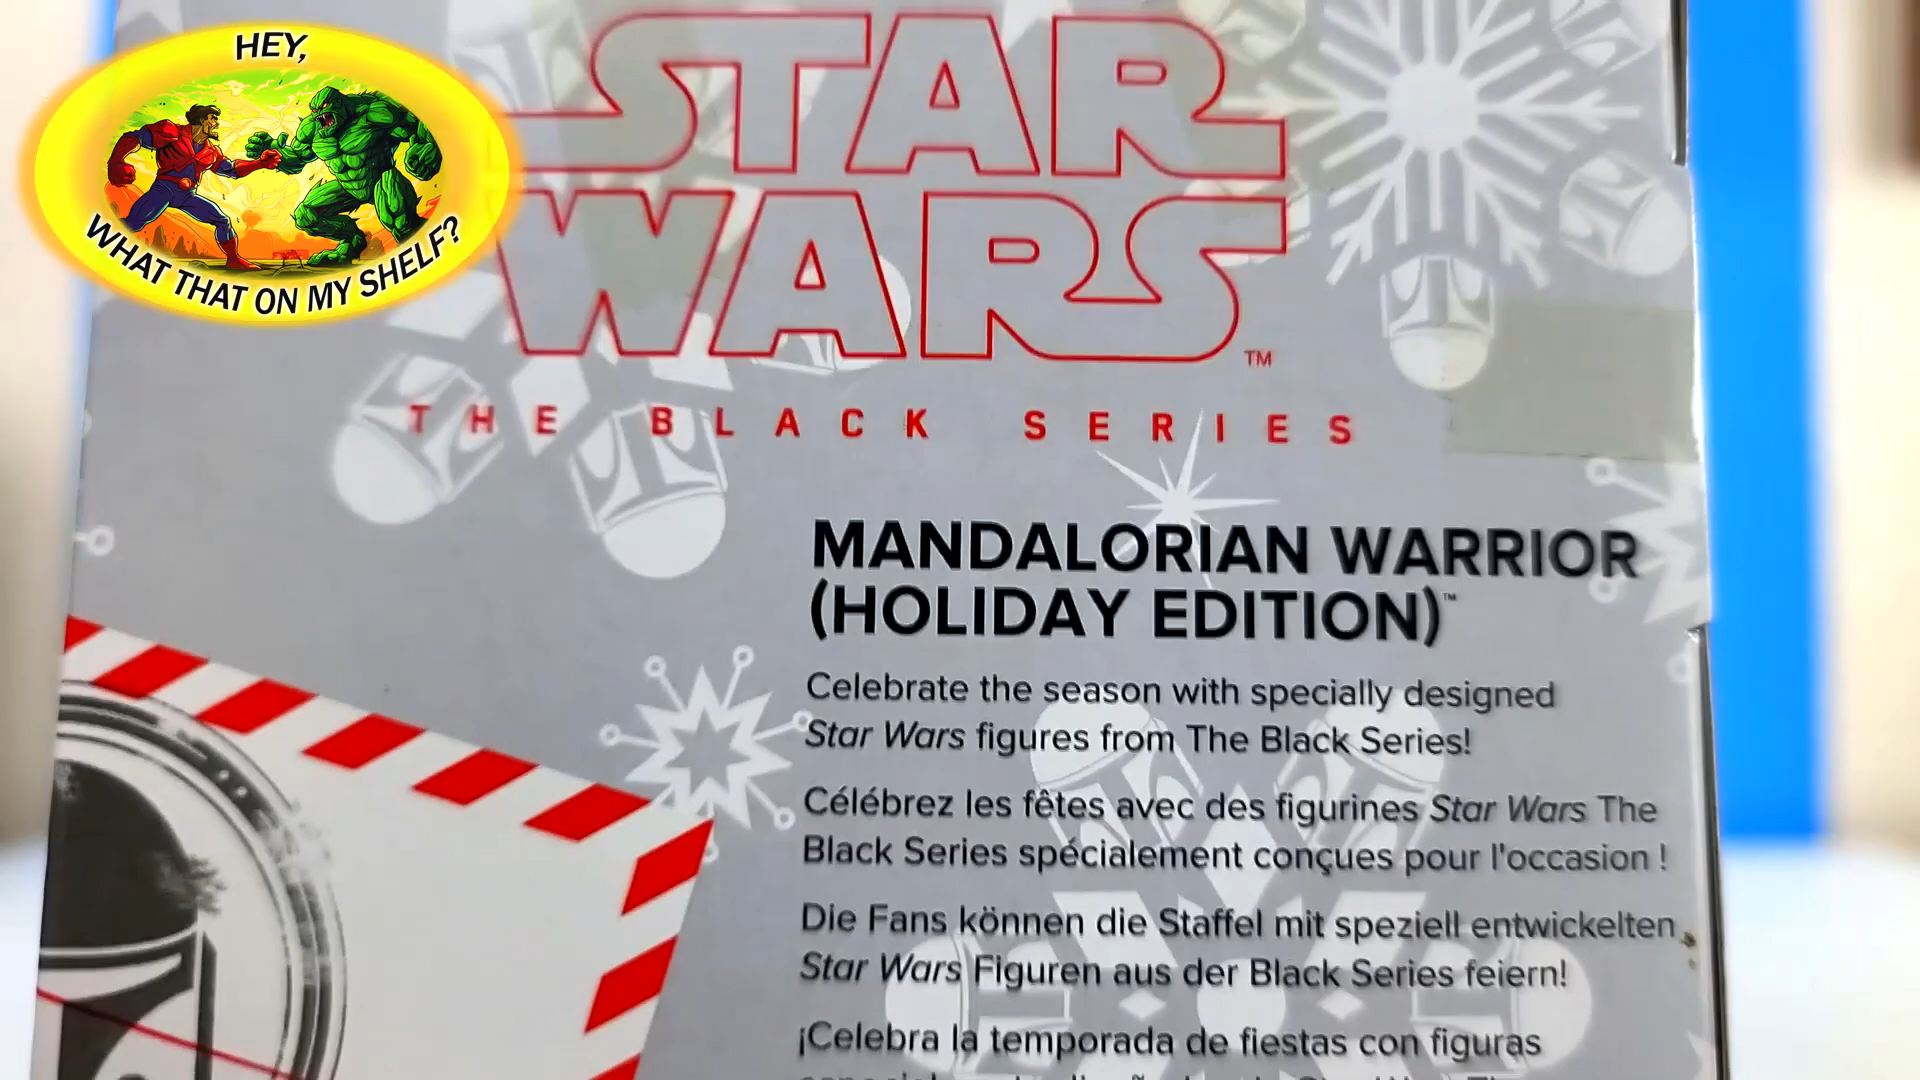 HEY,
WHAT THAT ON MY SHELF?
STAR
WARS
TM
THE BLACK SERIES
MANDALORIAN WARRIOR
(HOLIDAY EDITION)™
Celebrate the season with specially designed
Star Wars figures from The Black Series!
Célébrez les fêtes avec des figurines Star Wars The
Black Series spécialement conçues pour l'occasion !
Die Fans können die Staffel mit speziell entwickelten
Star Wars Figuren aus der Black Series feiern!
¡Celebra la temporada de fiestas con figuras